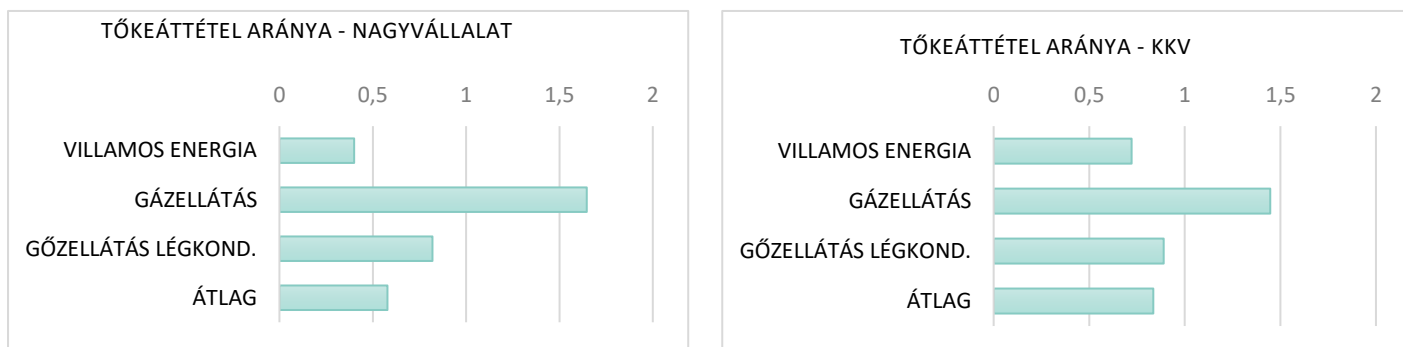 TŐKEÁTTÉTEL ARÁNYA - NAGYVÁLLALAT
0 0,5 1 1,5 2
VILLAMOS ENERGIA
GÁZELLÁTÁS
GŐZELLÁTÁS LÉGKOND.
ÁTLAG
TŐKEÁTTÉTEL ARÁNYA - KKV
0 0,5 1 1,5 2
VILLAMOS ENERGIA
GÁZELLÁTÁS
GŐZELLÁTÁS LÉGKOND.
ÁTLAG